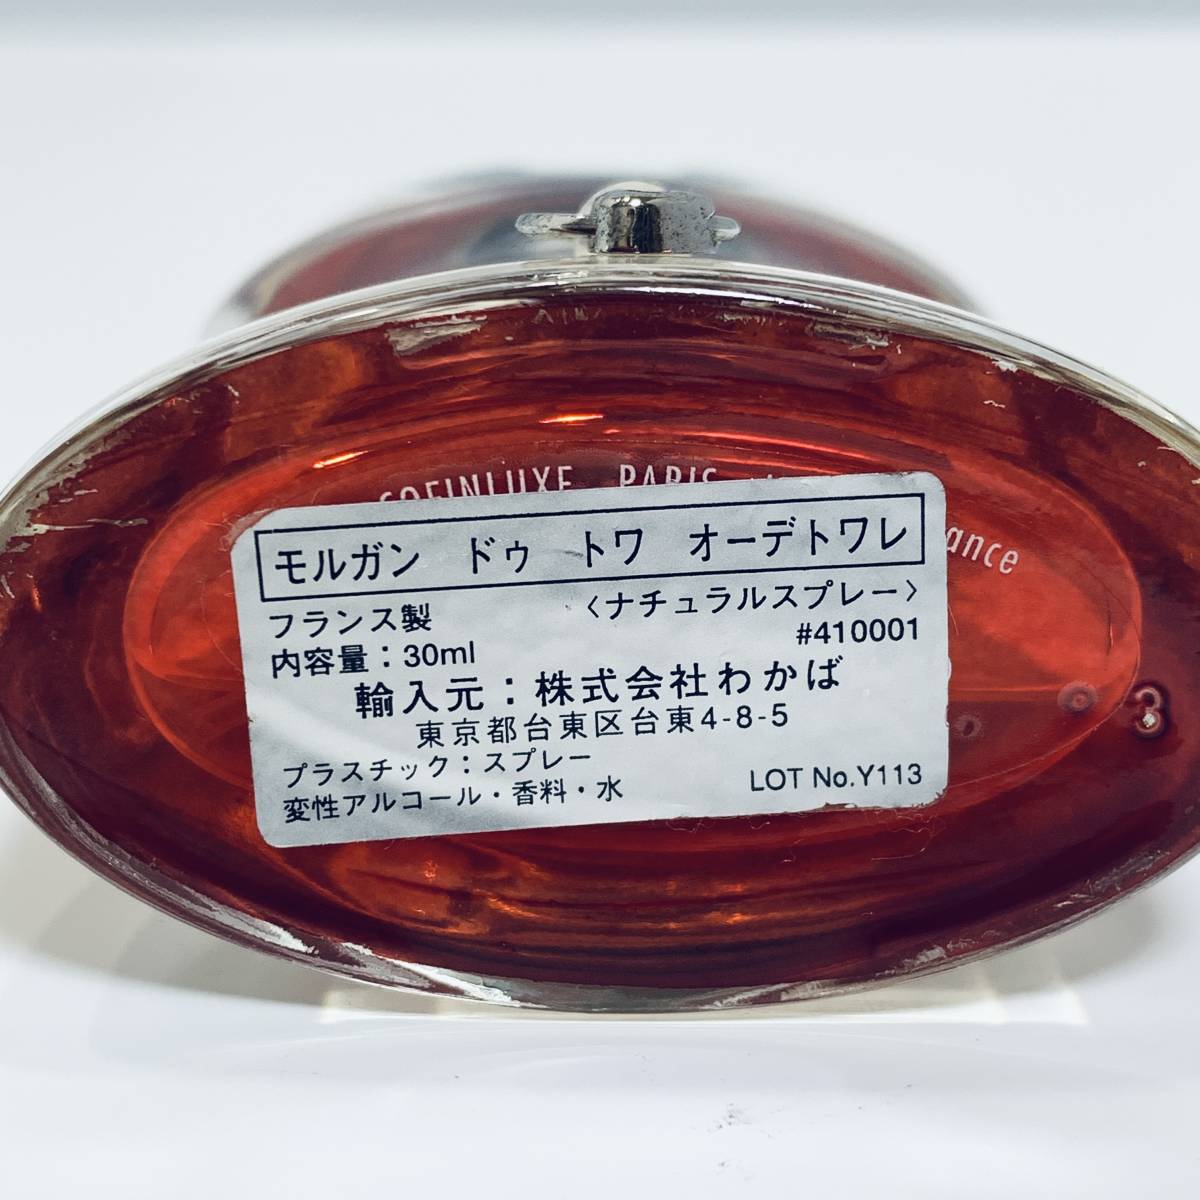 COFINLUXE PARIS
ance
モルガン ドゥ トワ オーデトワレ
フランス製 〈ナチュラルスプレー〉
内容量：30ml #410001
輸入元：株式会社わかば
東京都台東区台東4-8-5
プラスチック：スプレー
変性アルコール・香料・水 LOT No.Y113
3